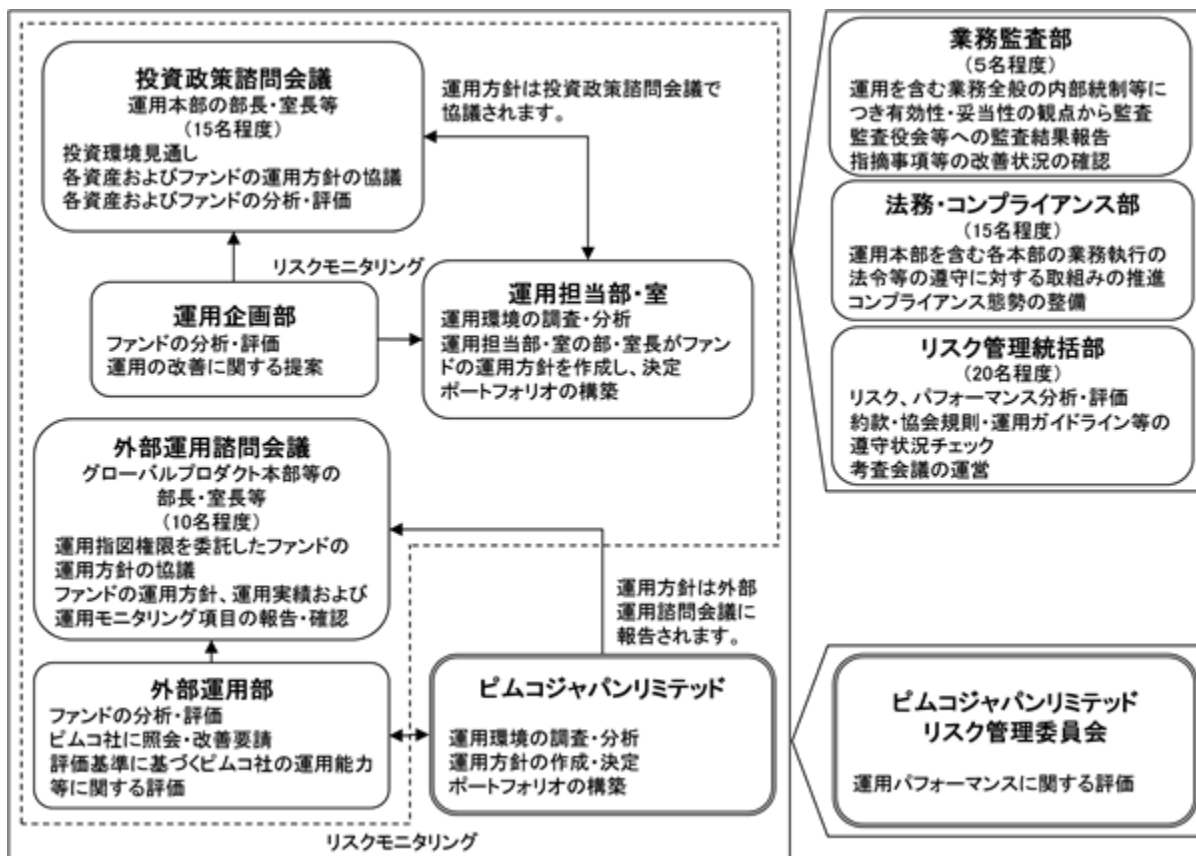 投資政策諮問会議
運用本部の部長・室長等
(15名程度)
投資環境見通し
各資産およびファンドの運用方針の協議
各資産およびファンドの分析・評価
運用方針は投資政策諮問会議で
協議されます。
リスクモニタリング
運用企画部
ファンドの分析・評価
運用の改善に関する提案
運用担当部・室
運用環境の調査・分析
運用担当部・室の部・室長がファン
ドの運用方針を作成し、決定
ポートフォリオの構築
外部運用諮問会議
グローバルプロダクト本部等の
部長・室長等
(10名程度)
運用指図権限を委託したファンドの
運用方針の協議
ファンドの運用方針、運用実績および
運用モニタリング項目の報告・確認
運用方針は外部
運用諮問会議に
報告されます。
外部運用部
ファンドの分析・評価
ピムコ社に照会・改善要請
評価基準に基づくピムコ社の運用能力
等に関する評価
ピムコジャパンリミテッド
運用環境の調査・分析
運用方針の作成・決定
ポートフォリオの構築
リスクモニタリング
業務監査部
(5名程度)
運用を含む業務全般の内部統制等に
つき有効性・妥当性の観点から監査
監査役会等への監査結果報告
指摘事項等の改善状況の確認
法務・コンプライアンス部
(15名程度)
運用本部を含む各本部の業務執行の
法令等の遵守に対する取組みの推進
コンプライアンス態勢の整備
リスク管理統括部
(20名程度)
リスク、パフォーマンス分析・評価
約款・協会規則・運用ガイドライン等の
遵守状況チェック
考査会議の運営
ピムコジャパンリミテッド
リスク管理委員会
運用パフォーマンスに関する評価